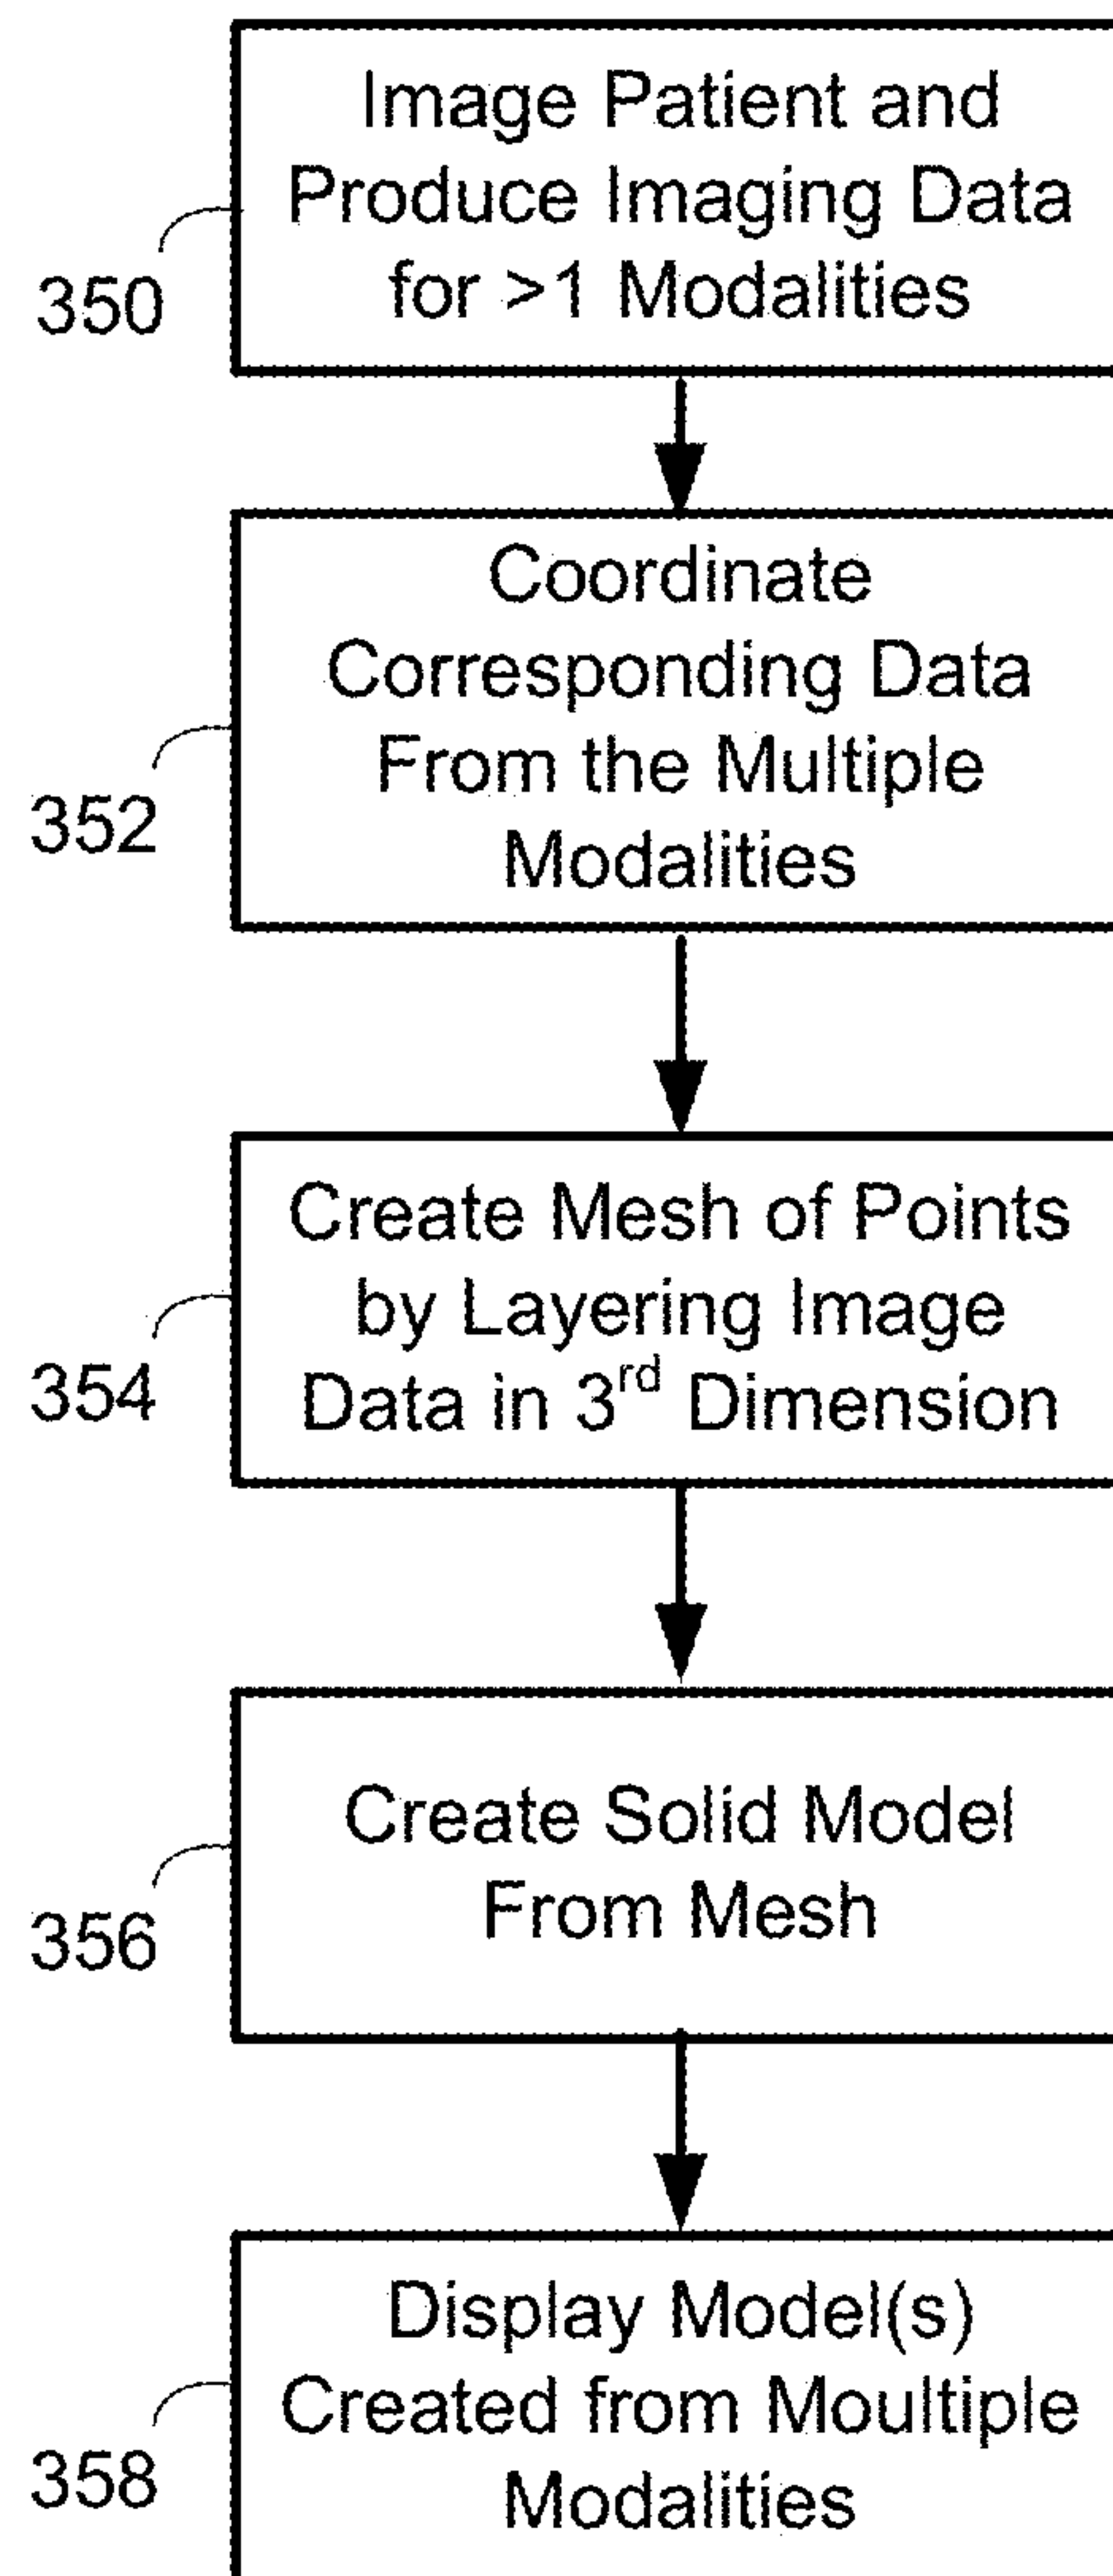 Image Patient and
Produce Imaging Data
for >1 Modalities
350
Coordinate
Corresponding Data
From the Multiple
Modalities
352
Create Mesh of Points
by Layering Image
Data in 3rd Dimension
354
Create Solid Model
From Mesh
356
Display Model(s)
Created from Moultiple
Modalities
358